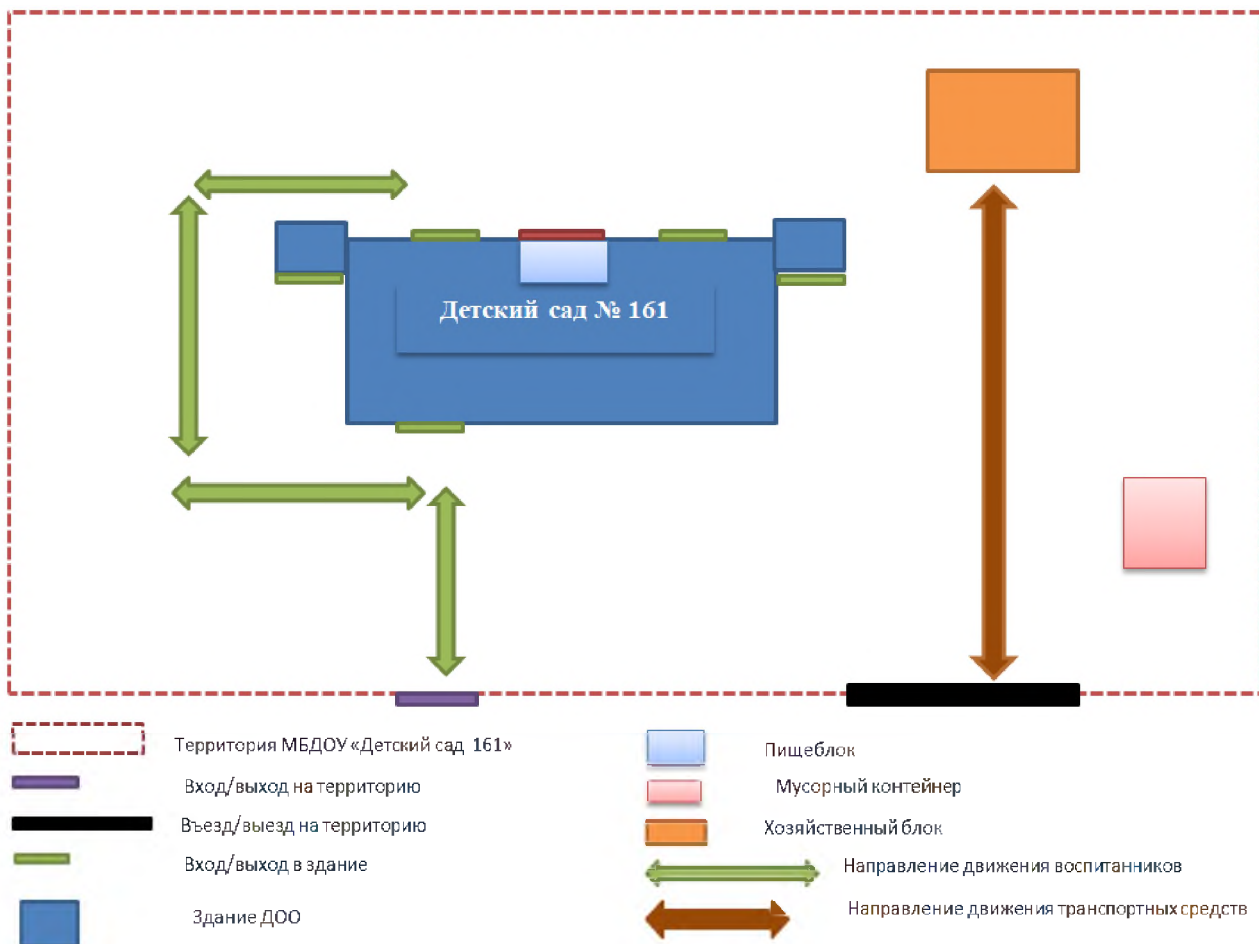 Детский сад № 161
Территория МБДОУ «Детский сад 161»
Вход/выход на территорию
Въезд/выезд на территорию
Вход/выход в здание
Здание ДОО
Пищеблок
Мусорный контейнер
Хозяйственный блок
Направление движения воспитанников
Направление движения транспортных средств